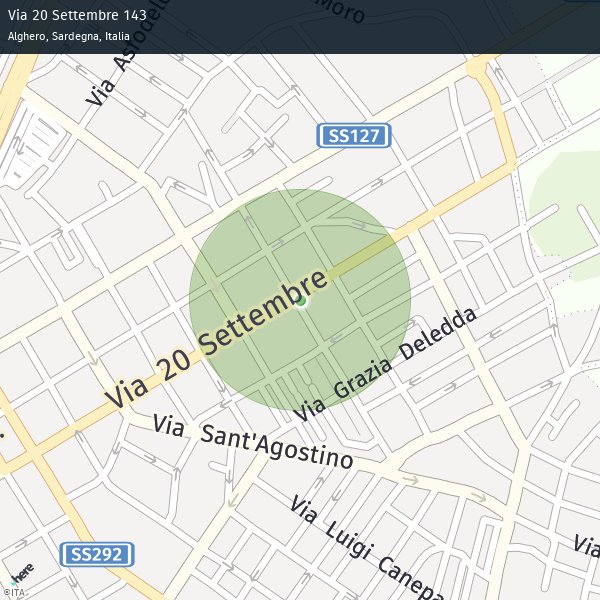 Via 20 Settembre 143
Alghero, Sardegna, Italia
Moro
Via Asfodelo
SS127
Via 20 Settembre
Via Grazia Deledda
Via Sant'Agostino
Via Luigi Canepa
SS292
Via
here
©ITA